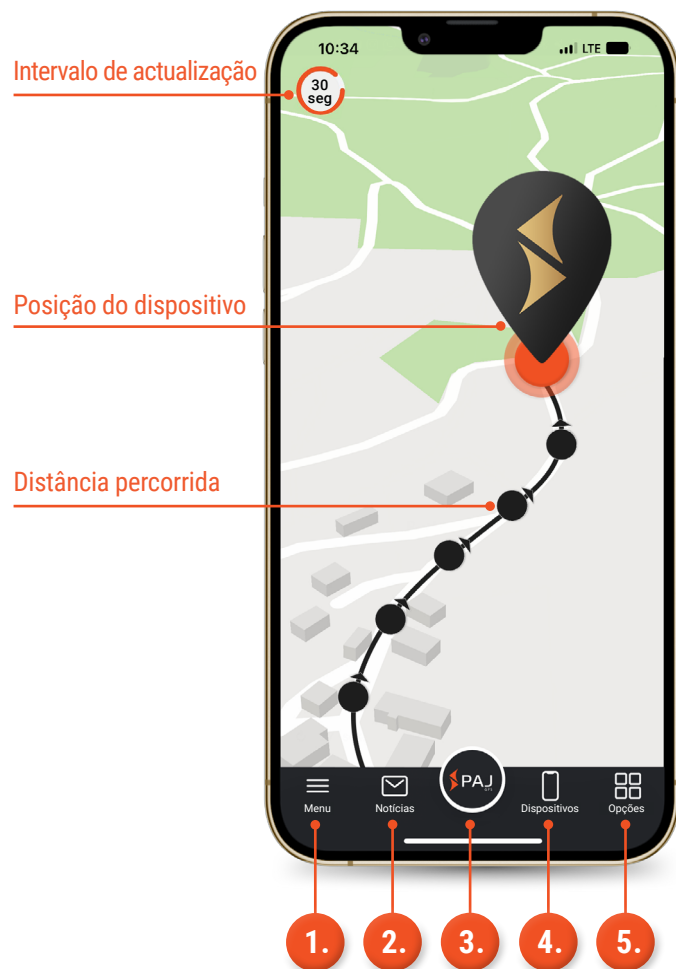 10:34
LTE
Intervalo de actualização
30
seg
Posição do dispositivo
Distância percorrida
PAJ
Menu
Notícias
Dispositivos
Opções
1.
2.
3.
4.
5.